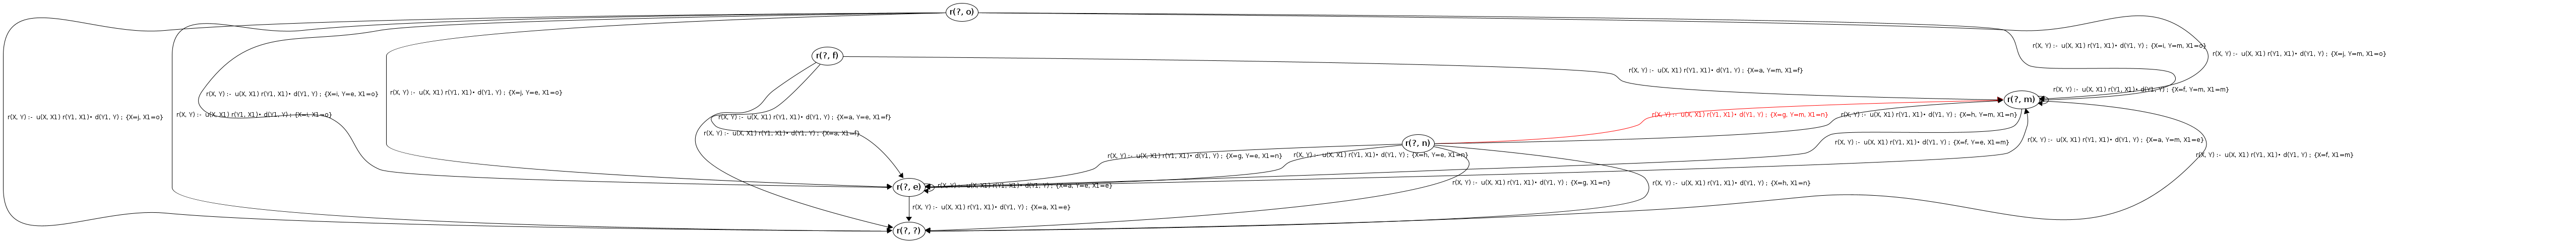 r(?, o)
r(X, Y) :- u(X, X1) r(Y1, X1)• d(Y1, Y) ; {X=i, Y=m, X1=o}
r(X, Y) :- u(X, X1) r(Y1, X1)• d(Y1, Y) ; {X=j, Y=m, X1=o}
r(?, f)
r(X, Y) :- u(X, X1) r(Y1, X1)• d(Y1, Y) ; {X=a, Y=m, X1=f}
r(X, Y) :- u(X, X1) r(Y1, X1)• d(Y1, Y) ; {X=f, Y=m, X1=m}
r(X, Y) :- u(X, X1) r(Y1, X1)• d(Y1, Y) ; {X=i, Y=e, X1=o}
r(X, Y) :- u(X, X1) r(Y1, X1)• d(Y1, Y) ; {X=j, Y=e, X1=o}
r(?, m)
r(X, Y) :- u(X, X1) r(Y1, X1)• d(Y1, Y) ; {X=j, X1=o}
r(X, Y) :- u(X, X1) r(Y1, X1)• d(Y1, Y) ; {X=i, X1=o}
r(X, Y) :- u(X, X1) r(Y1, X1)• d(Y1, Y) ; {X=a, Y=e, X1=f}
r(X, Y) :- u(X, X1) r(Y1, X1)• d(Y1, Y) ; {X=g, Y=m, X1=n}
r(X, Y) :- u(X, X1) r(Y1, X1)• d(Y1, Y) ; {X=h, Y=m, X1=n}
r(X, Y) :- u(X, X1) r(Y1, X1)• d(Y1, Y) ; {X=a, X1=f}
r(?, n)
r(X, Y) :- u(X, X1) r(Y1, X1)• d(Y1, Y) ; {X=f, Y=e, X1=m}
r(X, Y) :- u(X, X1) r(Y1, X1)• d(Y1, Y) ; {X=a, Y=m, X1=e}
r(X, Y) :- u(X, X1) r(Y1, X1)• d(Y1, Y) ; {X=g, Y=e, X1=n}
r(X, Y) :- u(X, X1) r(Y1, X1)• d(Y1, Y) ; {X=h, Y=e, X1=n}
r(X, Y) :- u(X, X1) r(Y1, X1)• d(Y1, Y) ; {X=f, X1=m}
r(?, e)
r(X, Y) :- u(X, X1) r(Y1, X1)• d(Y1, Y) ; {X=a, Y=e, X1=e}
r(X, Y) :- u(X, X1) r(Y1, X1)• d(Y1, Y) ; {X=g, X1=n}
r(X, Y) :- u(X, X1) r(Y1, X1)• d(Y1, Y) ; {X=h, X1=n}
r(X, Y) :- u(X, X1) r(Y1, X1)• d(Y1, Y) ; {X=a, X1=e}
r(?, ?)